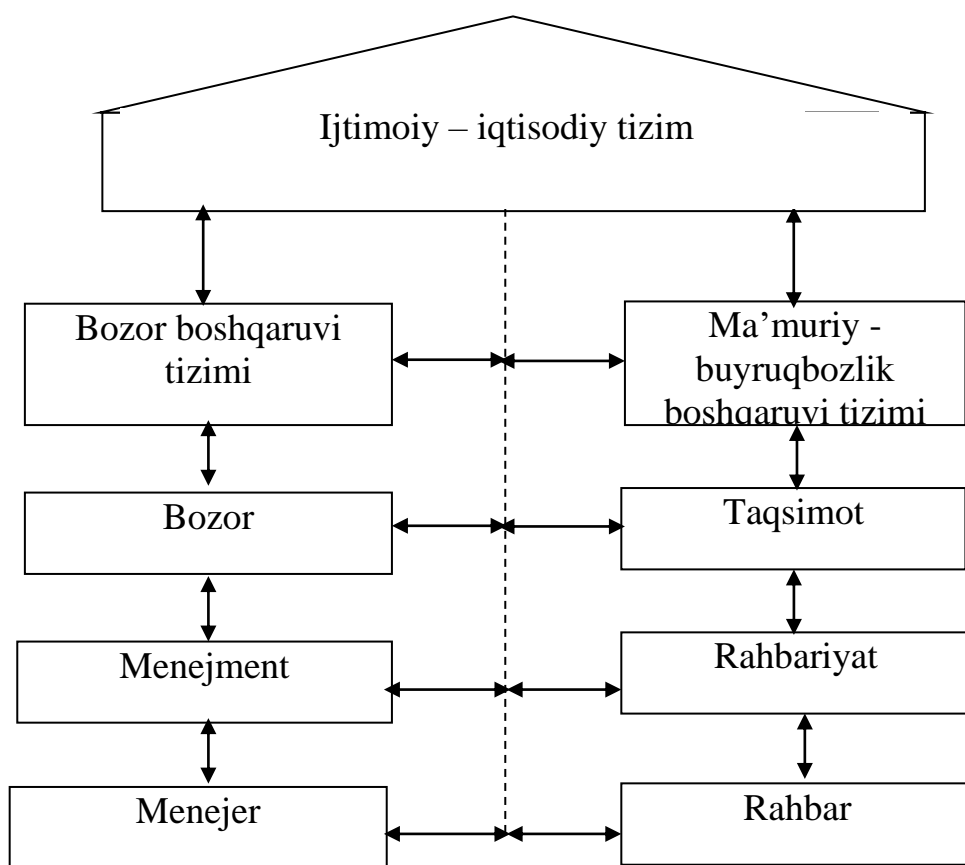 Ijtimoiy – iqtisodiy tizim
Bozor boshqaruvi
tizimi
Ma’muriy -
buyruqbozlik
boshqaruvi tizimi
Bozor
Taqsimot
Menejment
Rahbariyat
Menejer
Rahbar